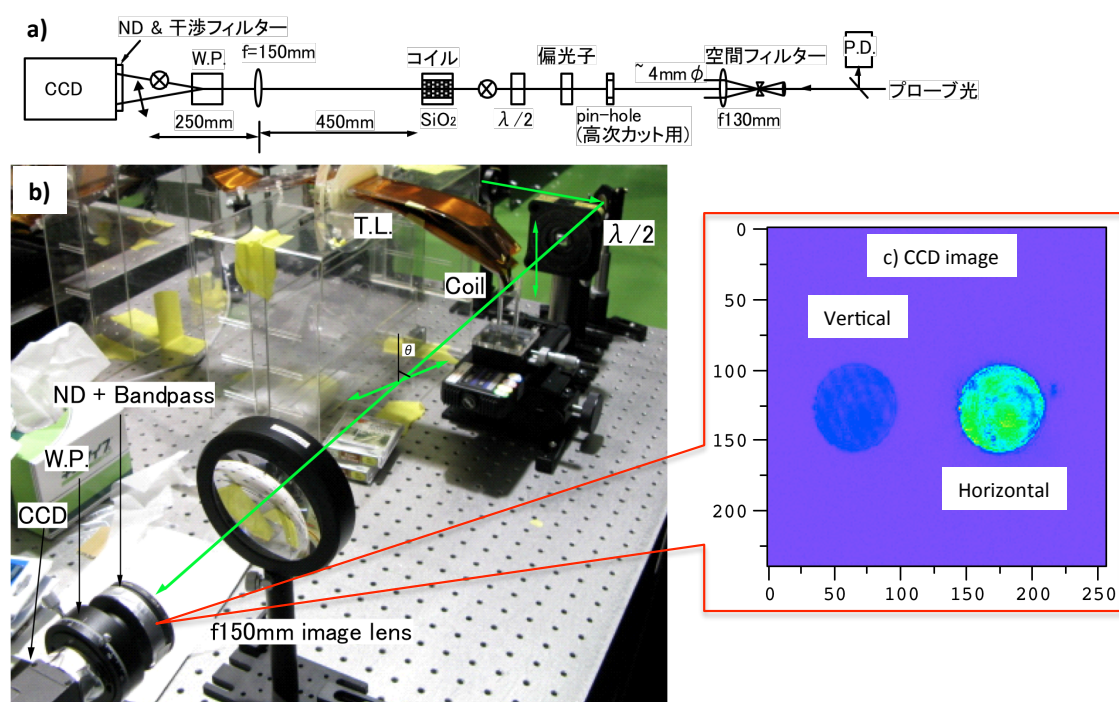 a)
ND & 干渉フィルター
CCD
W.P.
f=150mm
コイル
SiO₂
λ/2
偏光子
pin-hole
(高次カット用)
~4mmφ
空間フィルター
f130mm
P.D.
プローブ光
250mm
450mm
b)
T.L.
λ/2
Coil
θ
ND + Bandpass
W.P.
CCD
f150mm image lens
c) CCD image
Vertical
Horizontal
0
50
100
150
200
0
50
100
150
200
250